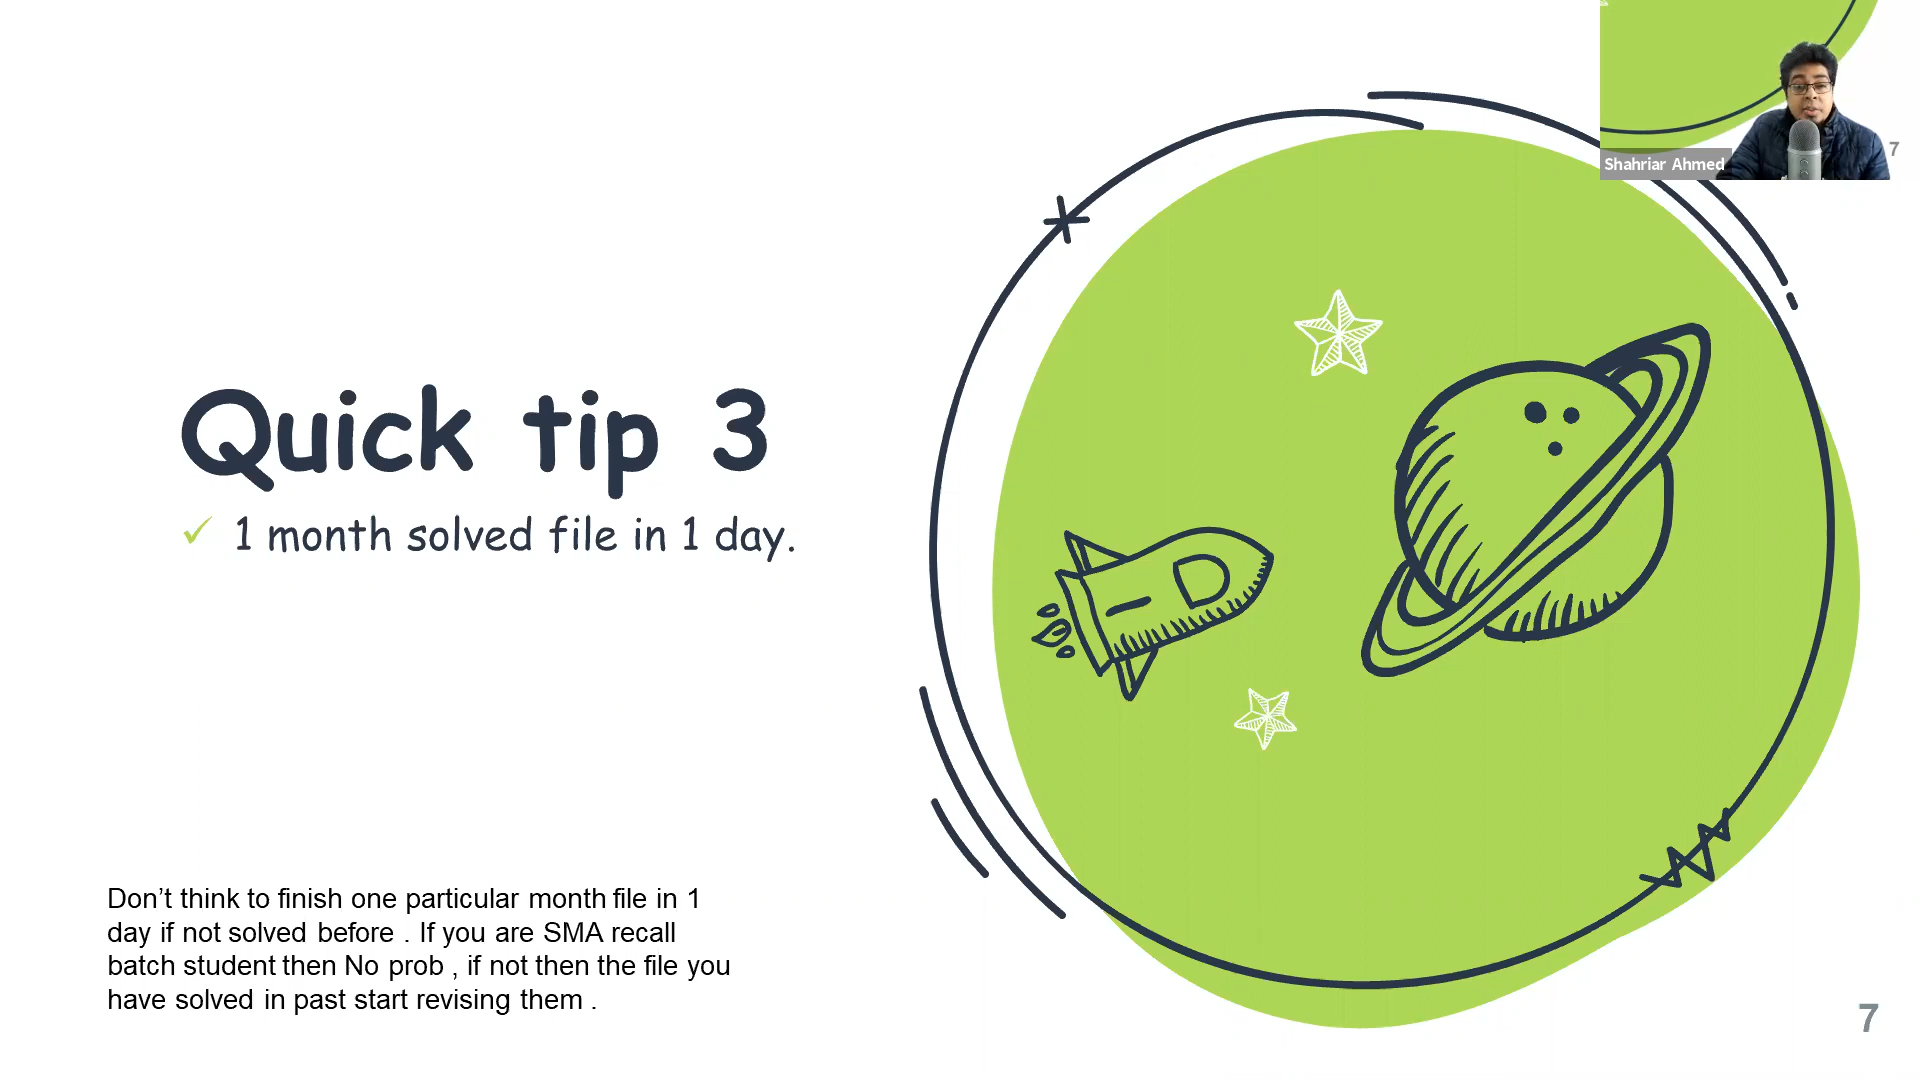 Shahriar Ahmed
7
Quick tip 3
✓ 1 month solved file in 1 day.
Don’t think to finish one particular month file in 1
day if not solved before . If you are SMA recall
batch student then No prob , if not then the file you
have solved in past start revising them .
7